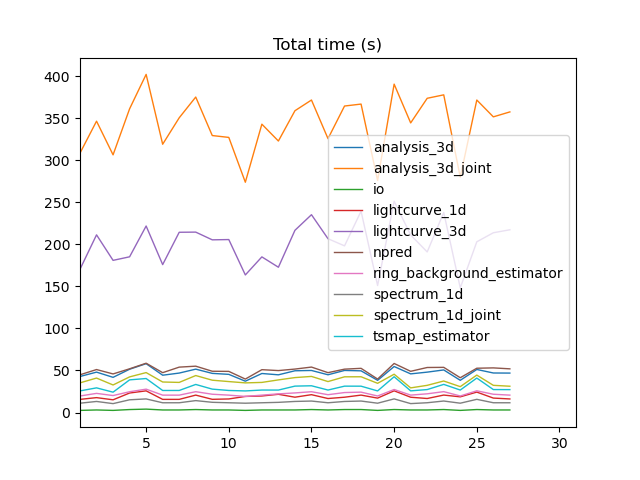 Total time (s)
400
350
300
250
200
150
100
50
0
5
10
15
20
25
30
analysis_3d
analysis_3d_joint
io
lightcurve_1d
lightcurve_3d
npred
ring_background_estimator
spectrum_1d
spectrum_1d_joint
tsmap_estimator